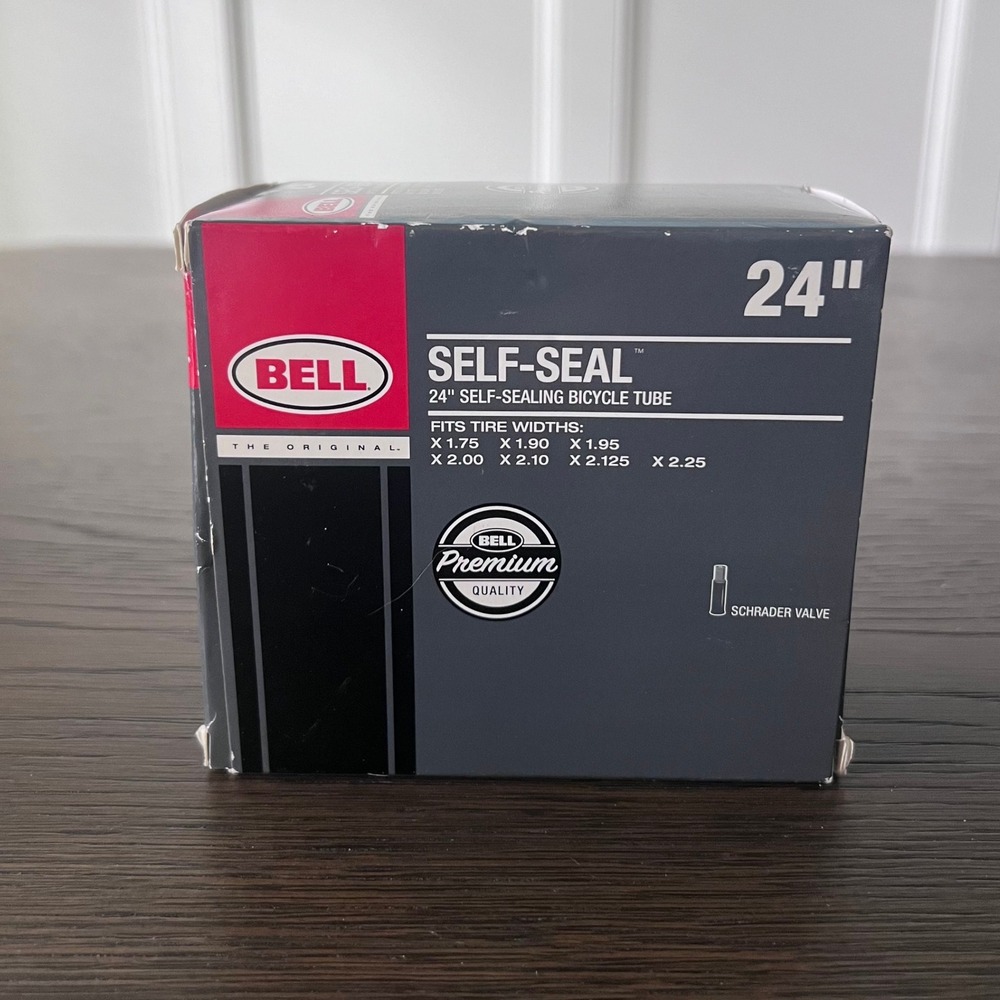 BELL
24"
BELL
THE ORIGINAL
SELF-SEAL™
24" SELF-SEALING BICYCLE TUBE
FITS TIRE WIDTHS:
X 1.75 X 1.90 X 1.95
X 2.00 X 2.10 X 2.125 X 2.25
BELL
Premium
QUALITY
SCHRADER VALVE